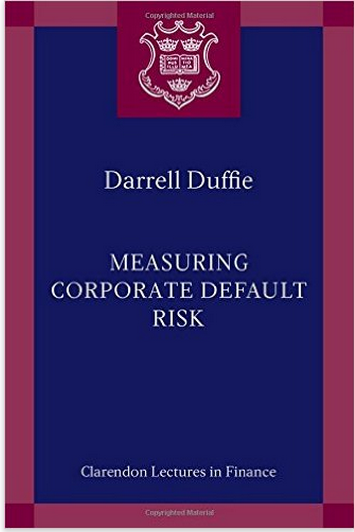 Copyrighted Material
Darrell Duffie
MEASURING
CORPORATE DEFAULT
RISK
Clarendon Lectures in Finance
Copyrighted Material